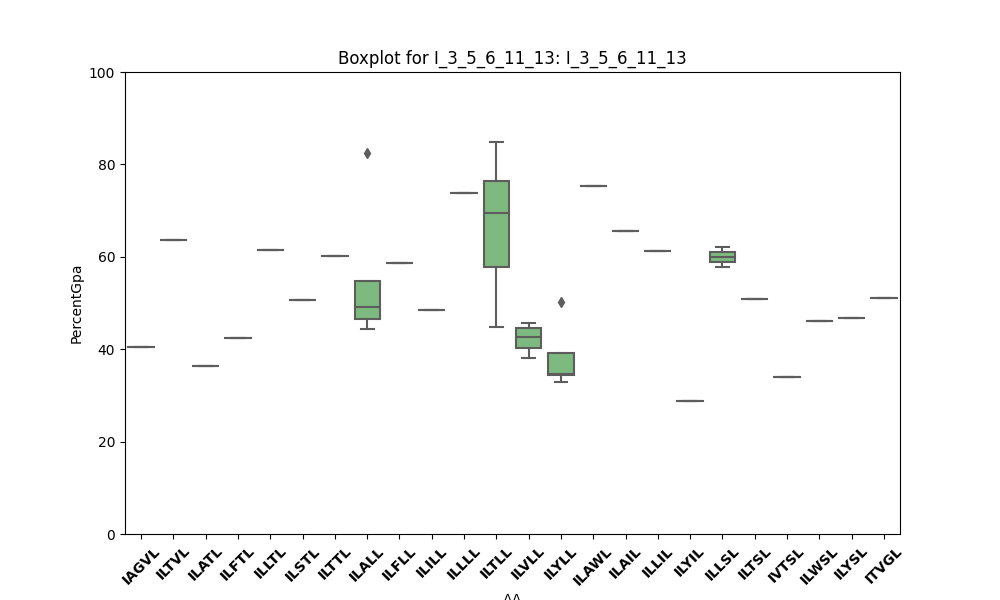 Boxplot for I_3_5_6_11_13: I_3_5_6_11_13
100
80
60
40
20
0
PercentGpa
IAGVL
ILTVL
ILATL
ILFTL
ILLTL
ILSTL
ILTTL
ILALL
ILFLL
ILILL
ILLLL
ILTLL
ILVLL
ILYLL
ILAWL
ILAIL
ILLIL
ILYIL
ILLSL
ILTSL
IVTSL
ILWSL
ILYSL
ITVGL
AA